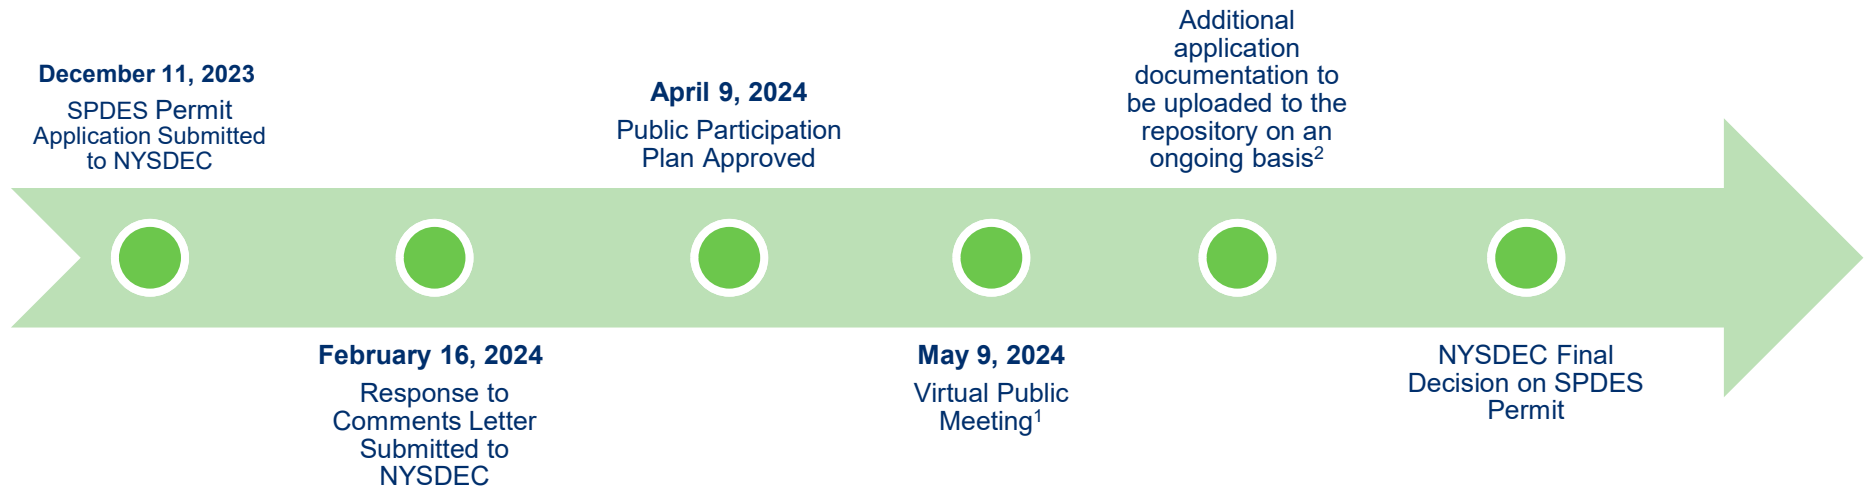 December 11, 2023
SPDES Permit
Application Submitted
to NYSDEC
February 16, 2024
Response to
Comments Letter
Submitted to
NYSDEC
April 9, 2024
Public Participation
Plan Approved
May 9, 2024
Virtual Public
Meeting¹
Additional
application
documentation to
be uploaded to the
repository on an
ongoing basis²
NYSDEC Final
Decision on SPDES
Permit